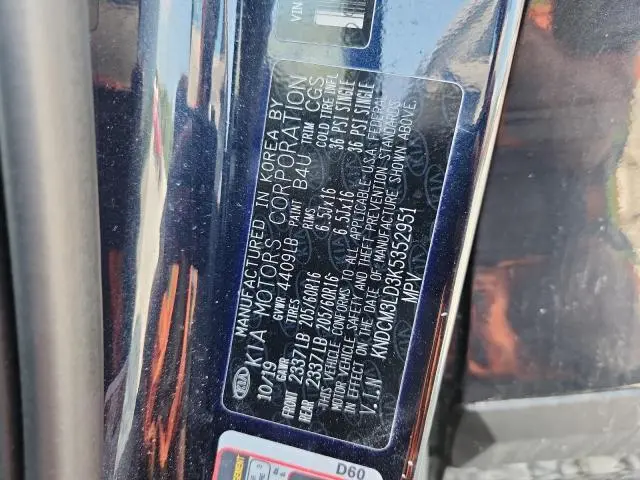 VIN
KIA
MANUFACTURED IN KOREA BY
KIA MOTORS CORPORATION
10/19 GVWR 4409LB PAINT B4U TRIM CGS
GAWR TIRES RIMS COLD TIRE INFL
FRONT 2337LB 205/60R16 6.5Jx16 36 PSI SINGLE
REAR 2337LB 205/60R16 6.5Jx16 36 PSI SINGLE
THIS VEHICLE CONFORMS TO ALL APPLICABLE U.S.A. FEDERAL
MOTOR VEHICLE SAFETY AND THEFT PREVENTION STANDARDS
IN EFFECT ON THE DATE OF MANUFACTURE SHOWN ABOVE.
V.I.N KNDCM3LD3K5352951
MPV
D60